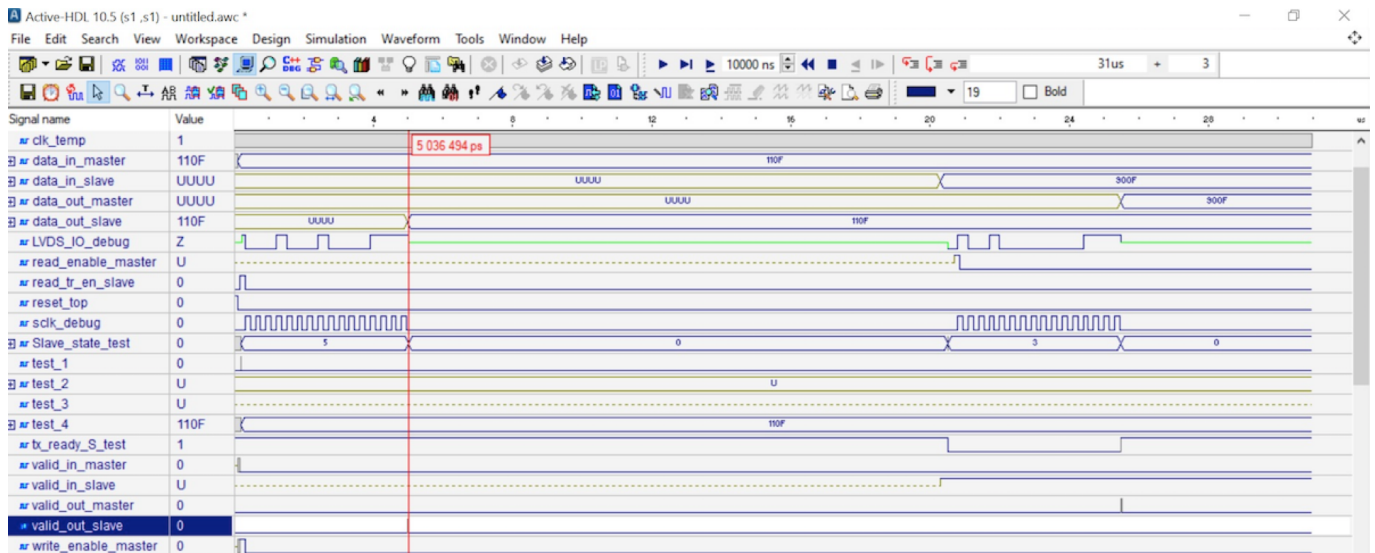 Active-HDL 10.5 (s1 ,s1) - untitled.awc *
File Edit Search View Workspace Design Simulation Waveform Tools Window Help
10000 ns 31us + 3
19 Bold
Signal name Value 4 8 12 16 20 24 28 us
clk_temp 1 5 036 494 ps
data_in_master 110F 110F
data_in_slave UUUU UUUU 900F
data_out_master UUUU UUUU 900F
data_out_slave 110F UUUU 110F
LVDS_IO_debug Z
read_enable_master U
read_tr_en_slave 0
reset_top 0
sclk_debug 0
Slave_state_test 0 5 0 3 0
test_1 0
test_2 U U
test_3 U
test_4 110F 110F
tx_ready_S_test 1
valid_in_master 0
valid_in_slave U
valid_out_master 0
valid_out_slave 0
write_enable_master 0